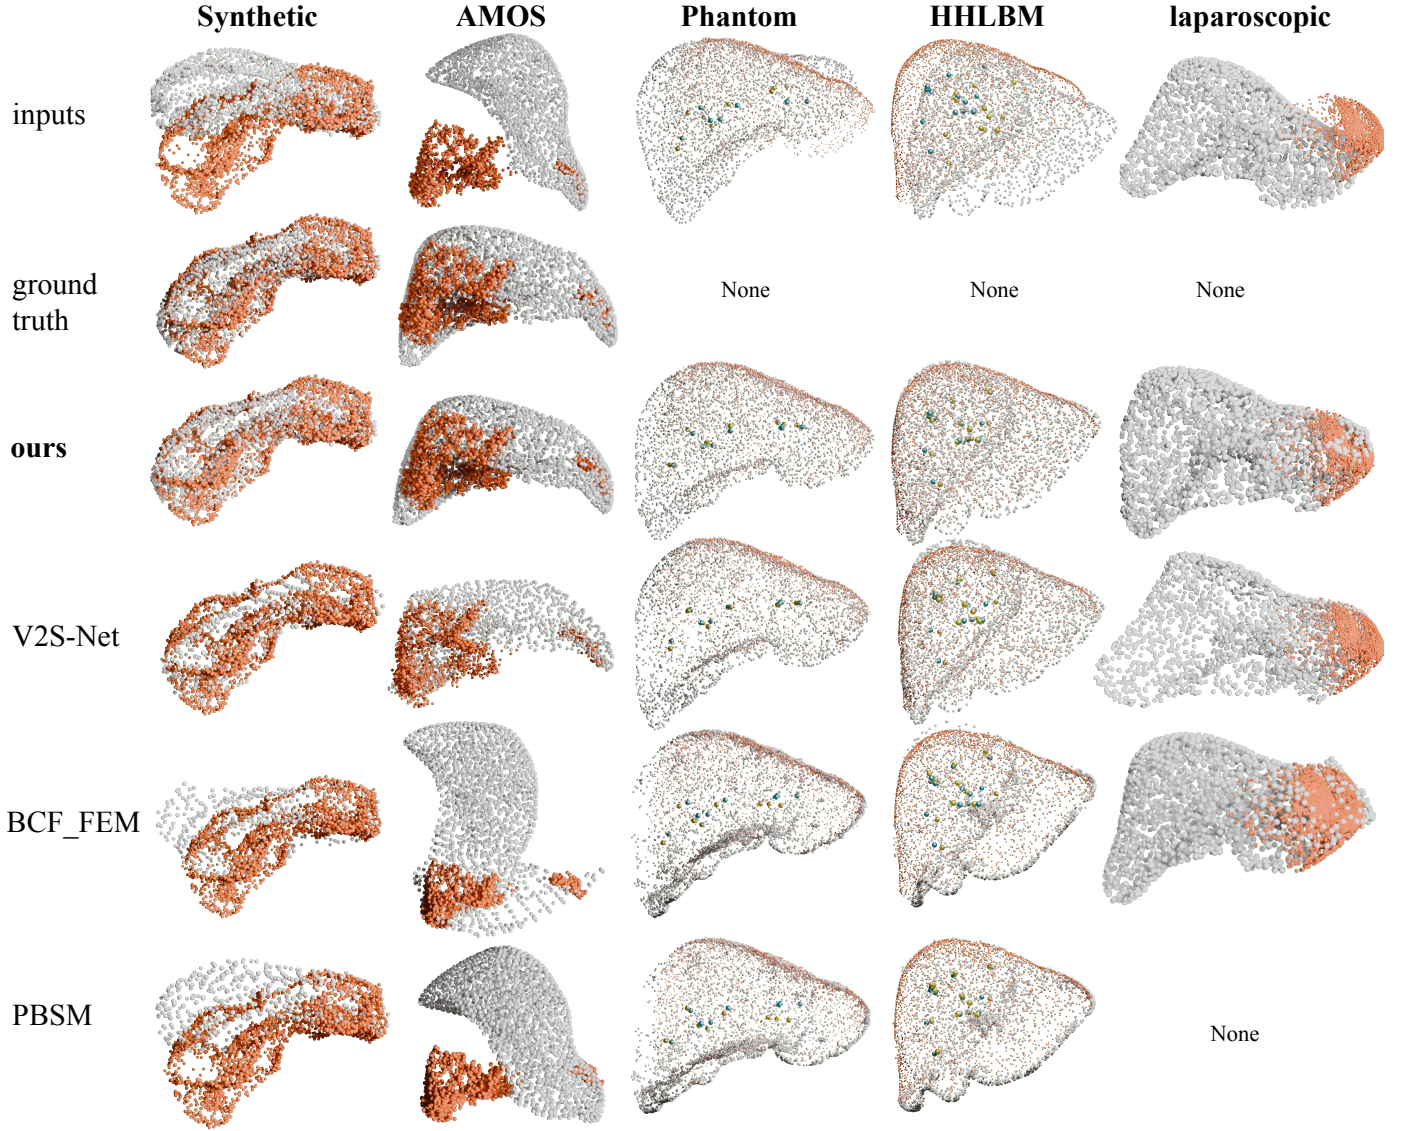 Synthetic AMOS Phantom HHLBM laparoscopic
inputs
ground
truth
None None None
ours
V2S-Net
BCF_FEM
PBSM
None